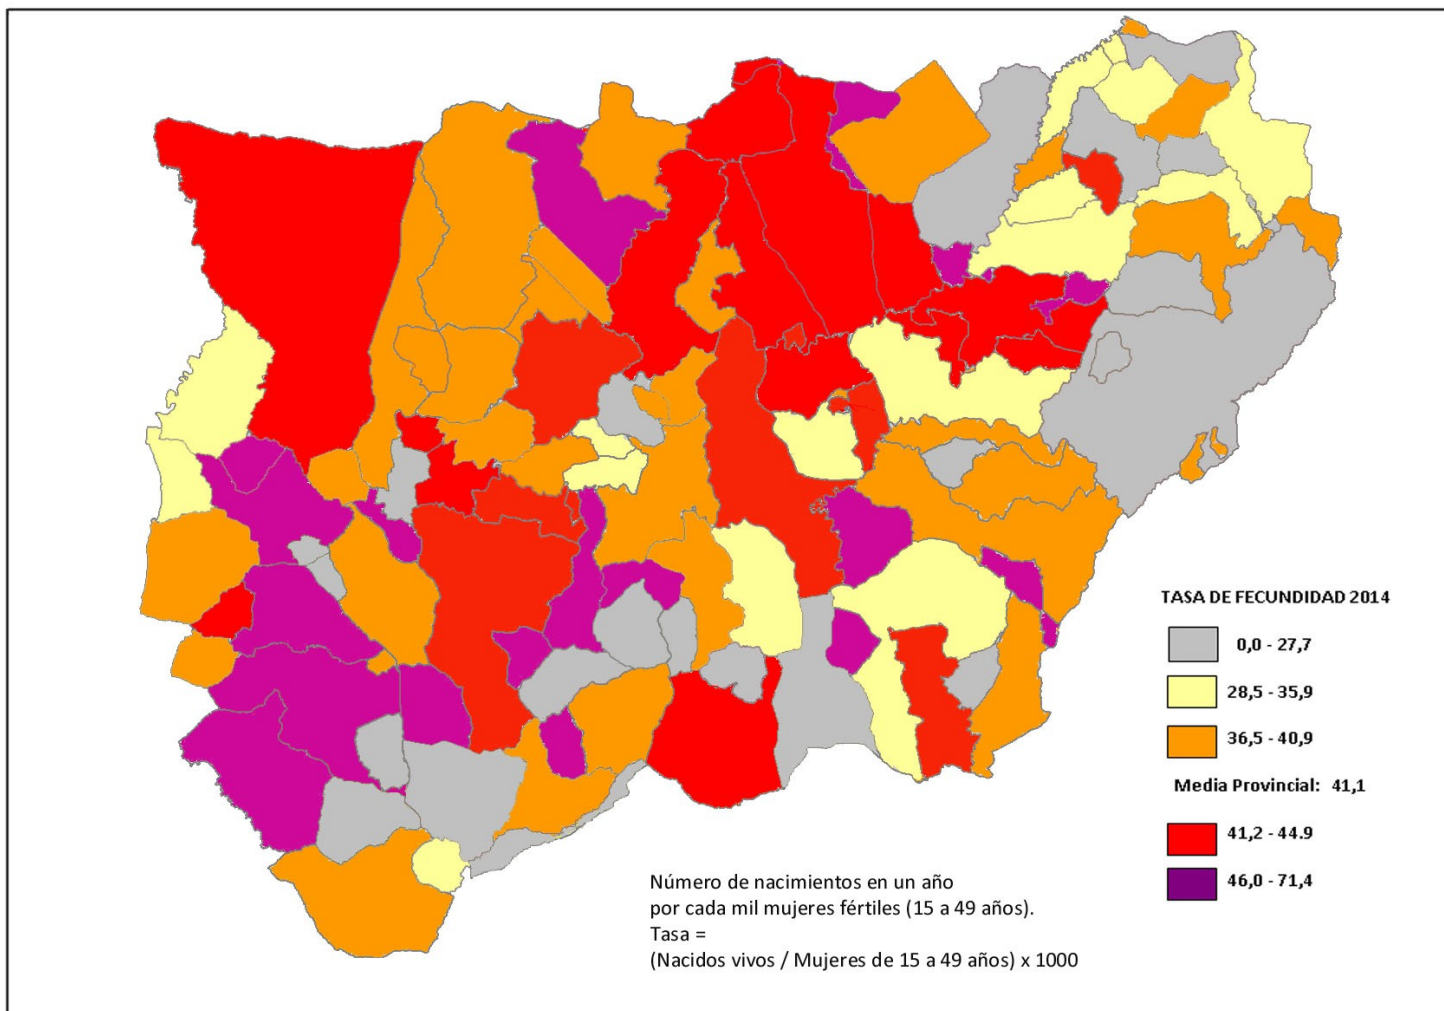 TASA DE FECUNDIDAD 2014
0,0 - 27,7
28,5 - 35,9
36,5 - 40,9
Media Provincial: 41,1
41,2 - 44.9
46,0 - 71,4
Número de nacimientos en un año
por cada mil mujeres fértiles (15 a 49 años).
Tasa =
(Nacidos vivos / Mujeres de 15 a 49 años) x 1000